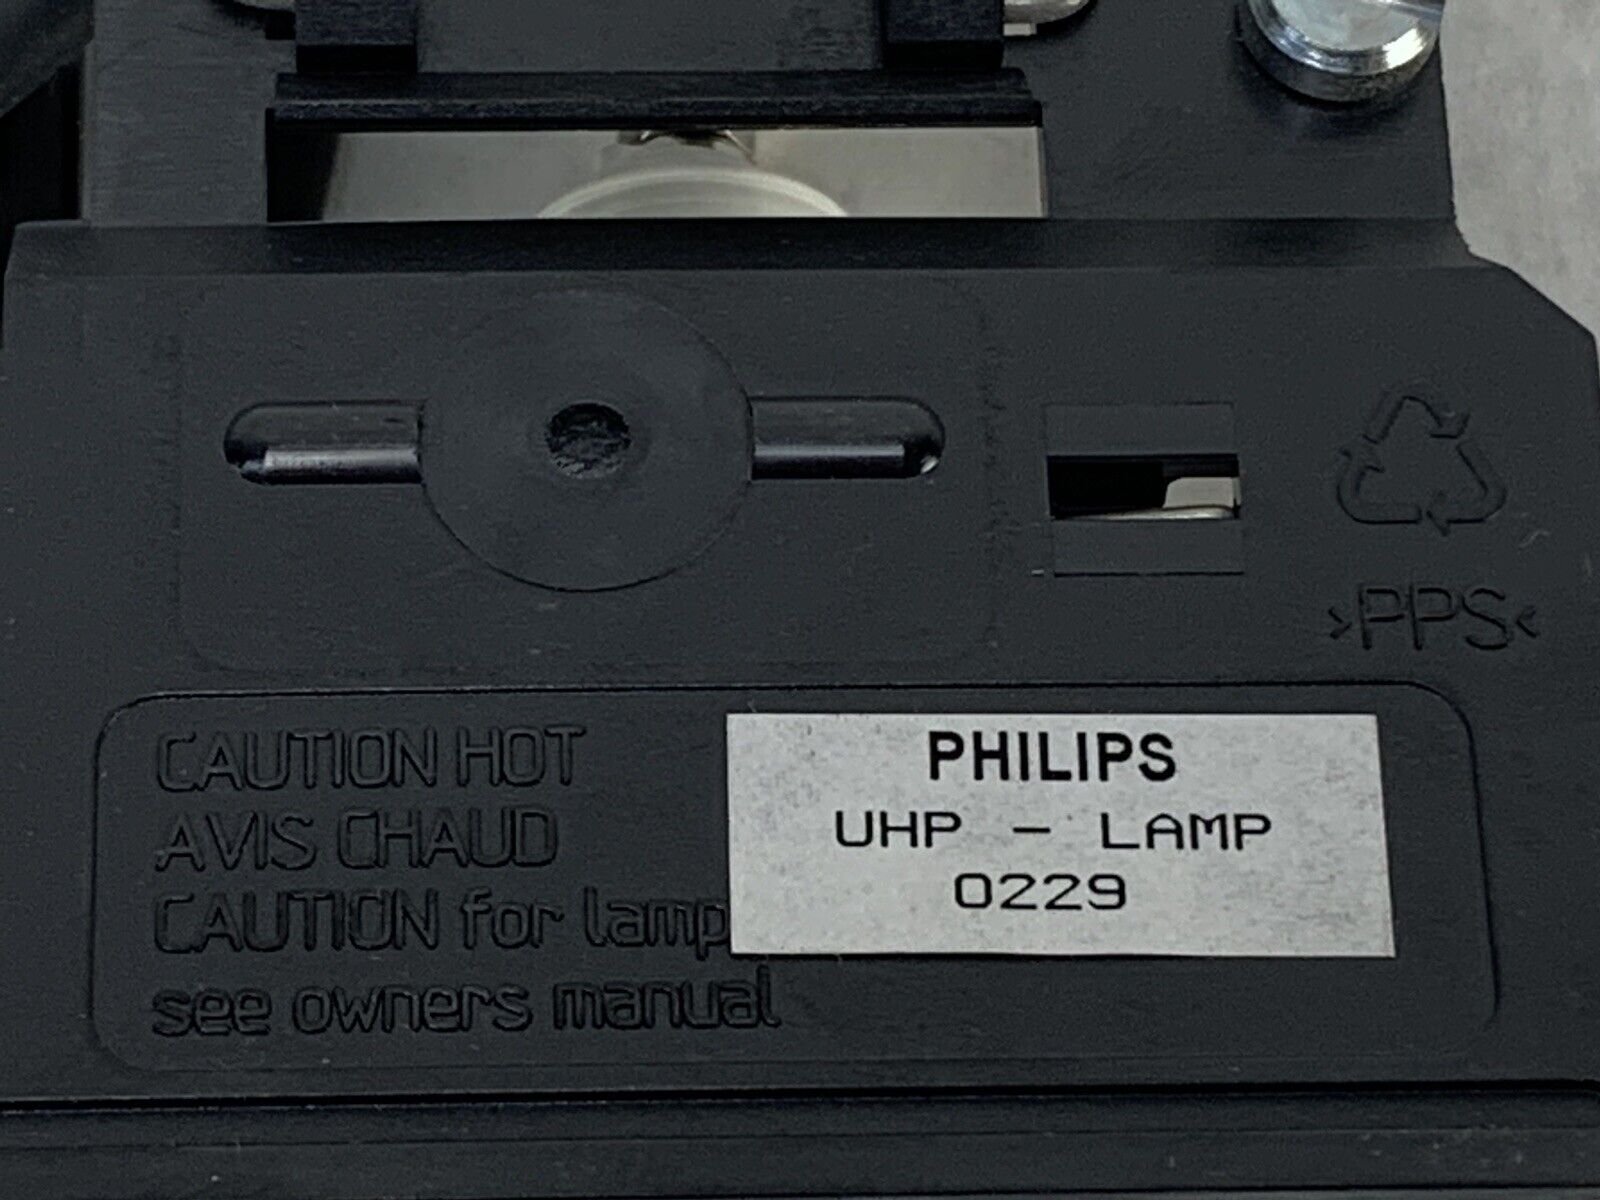 >PPS<
CAUTION HOT
AVIS CHAUD
CAUTION for lamp
see owners manual
PHILIPS
UHP - LAMP
0229